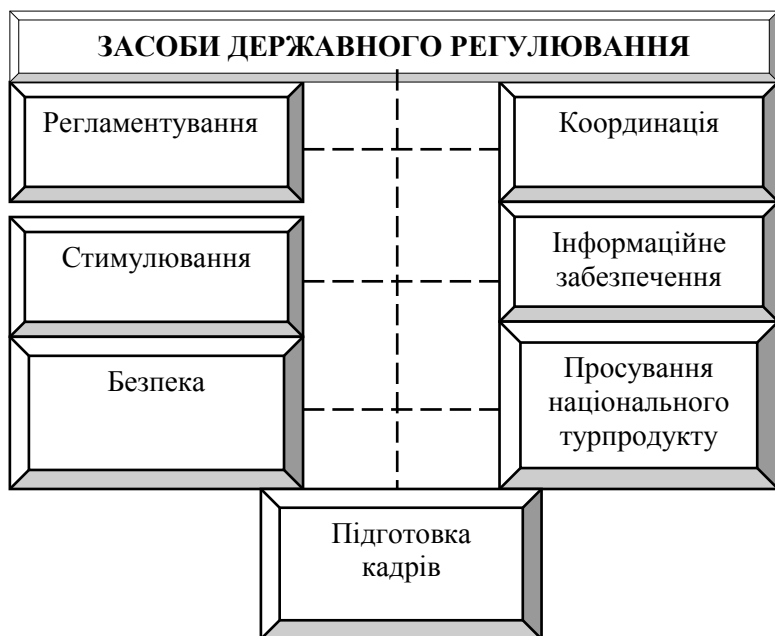 ЗАСОБИ ДЕРЖАВНОГО РЕГУЛЮВАННЯ
Регламентування
Координація
Стимулювання
Інформаційне
забезпечення
Безпека
Просування
національного
турпродукту
Підготовка
кадрів